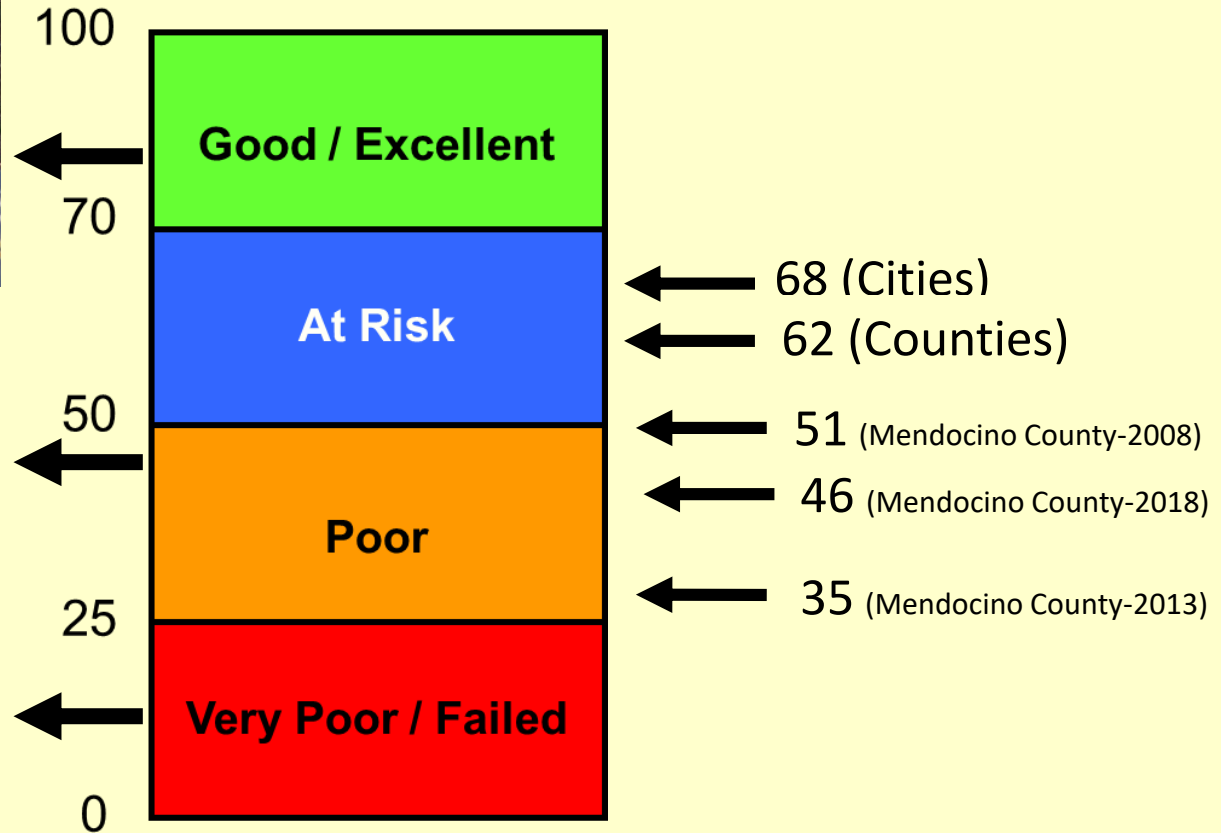 100
Good / Excellent
70
68 (Cities)
At Risk
62 (Counties)
50
51 (Mendocino County-2008)
46 (Mendocino County-2018)
Poor
35 (Mendocino County-2013)
25
Very Poor / Failed
0